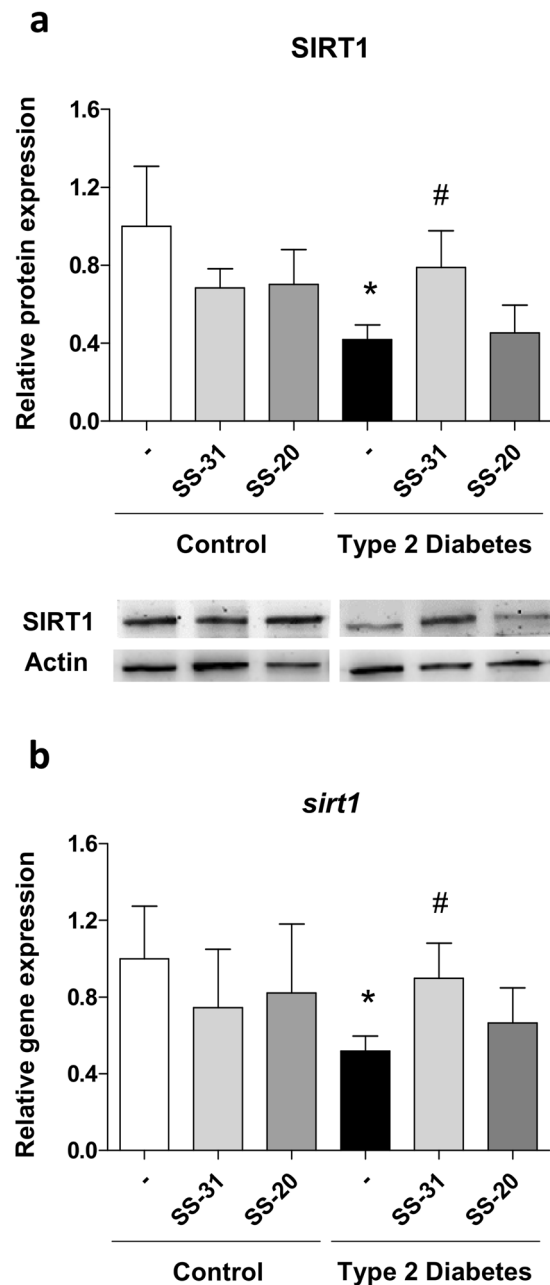 a
SIRT1
Relative protein expression
1.6
1.2
0.8
0.4
0.0
#
*
- SS-31 SS-20 - SS-31 SS-20
Control Type 2 Diabetes
SIRT1
Actin
b
sirt1
Relative gene expression
1.6
1.2
0.8
0.4
0.0
#
*
- SS-31 SS-20 - SS-31 SS-20
Control Type 2 Diabetes